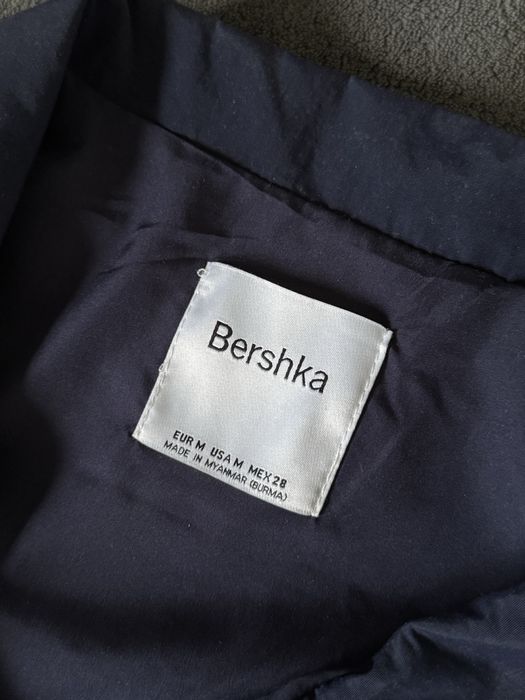 Bershka
EUR M USA M MEX 28
MADE IN MYANMAR (BURMA)